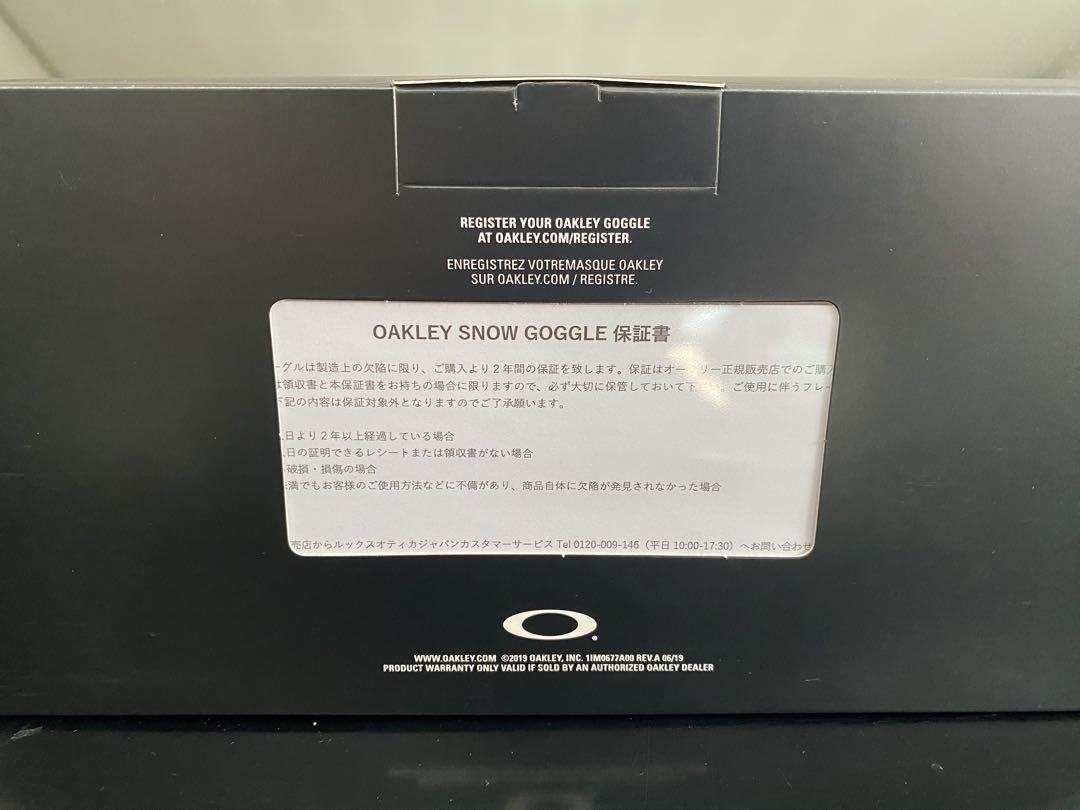 REGISTER YOUR OAKLEY GOGGLE
AT OAKLEY.COM/REGISTER.
ENREGISTREZ VOTREMASQUE OAKLEY
SUR OAKLEY.COM / REGISTRE.
OAKLEY SNOW GOGGLE 保証書
ーグルは製造上の欠陥に限り、ご購入より2年間の保証を致します。保証はオークリー正規販売店でのご購入
領収書と本保証書をお持ちの場合に限りますので、必ず大切に保管しておいて下さい。ご使用に伴うフレー
下記の内容は保証対象外となりますのでご了承願います。
日より2年以上経過している場合
日の証明できるレシートまたは領収書がない場合
破損・損傷の場合
満でもお客様のご使用方法などに不備があり、商品自体に欠陥が発見されなかった場合
売店からルックスオティカジャパンカスタマーサービス Tel 0120-009-146（平日 10:00-17:30）へお問い合わせ
WWW.OAKLEY.COM ©2019 OAKLEY, INC. 1IM0677A00 REV.A 06/19
PRODUCT WARRANTY ONLY VALID IF SOLD BY AN AUTHORIZED OAKLEY DEALER